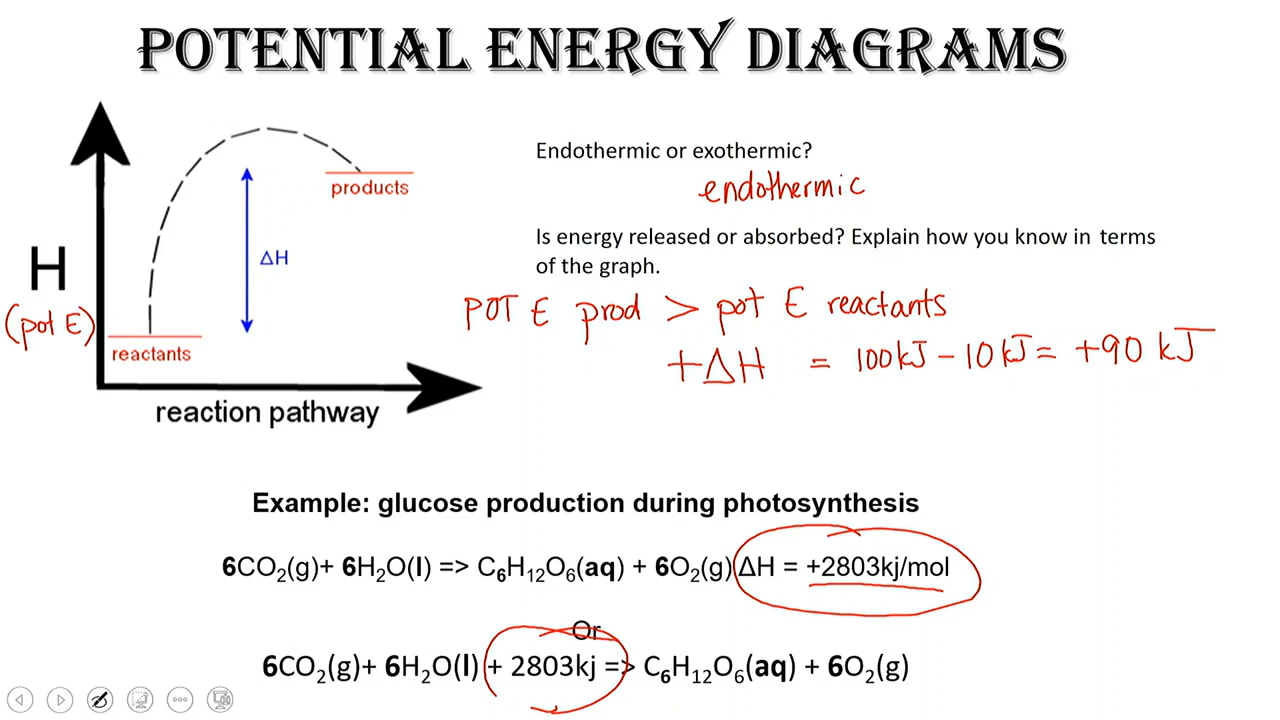 POTENTIAL ENERGY DIAGRAMS
H
(pot E)
products
ΔH
reactants
reaction pathway
Endothermic or exothermic?
endothermic
Is energy released or absorbed? Explain how you know in terms
of the graph.
POT E prod > pot E reactants
+ΔH = 100kJ - 10kJ = +90 kJ
Example: glucose production during photosynthesis
6CO₂(g)+ 6H₂O(l) => C₆H₁₂O₆(aq) + 6O₂(g) ΔH = +2803kj/mol
Or
6CO₂(g)+ 6H₂O(l) + 2803kj => C₆H₁₂O₆(aq) + 6O₂(g)